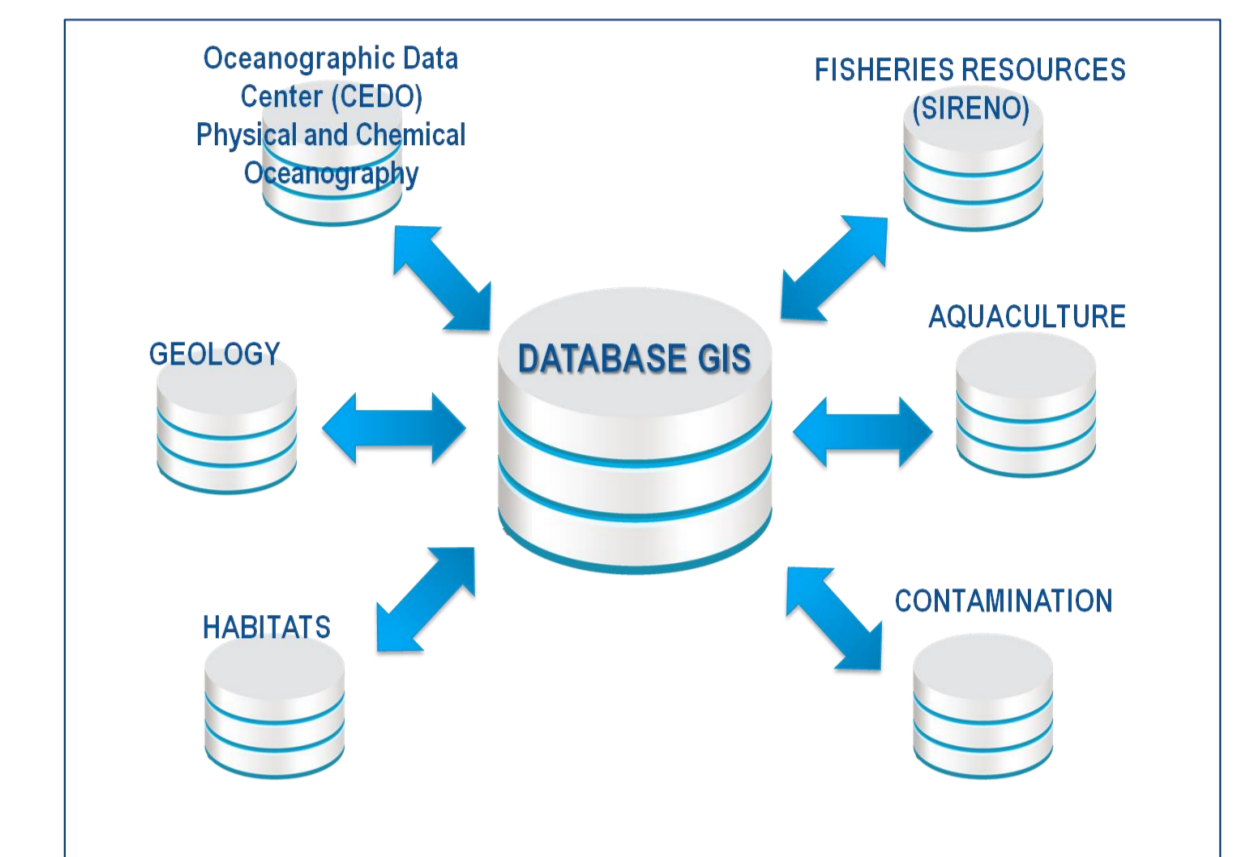 Oceanographic Data
Center (CEDO)
Physical and Chemical
Oceanography
FISHERIES RESOURCES
(SIRENO)
AQUACULTURE
GEOLOGY
DATABASE GIS
CONTAMINATION
HABITATS